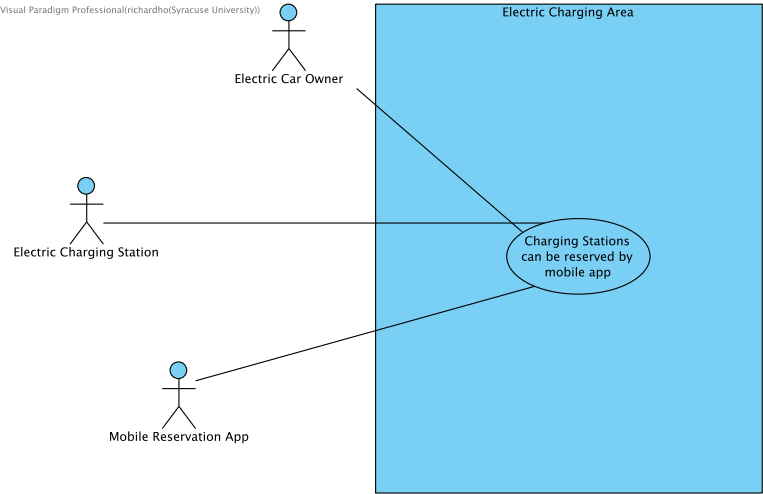 Visual Paradigm Professional(richardho(Syracuse University))
Electric Charging Area
Electric Car Owner
Electric Charging Station
Charging Stations
can be reserved by
mobile app
Mobile Reservation App